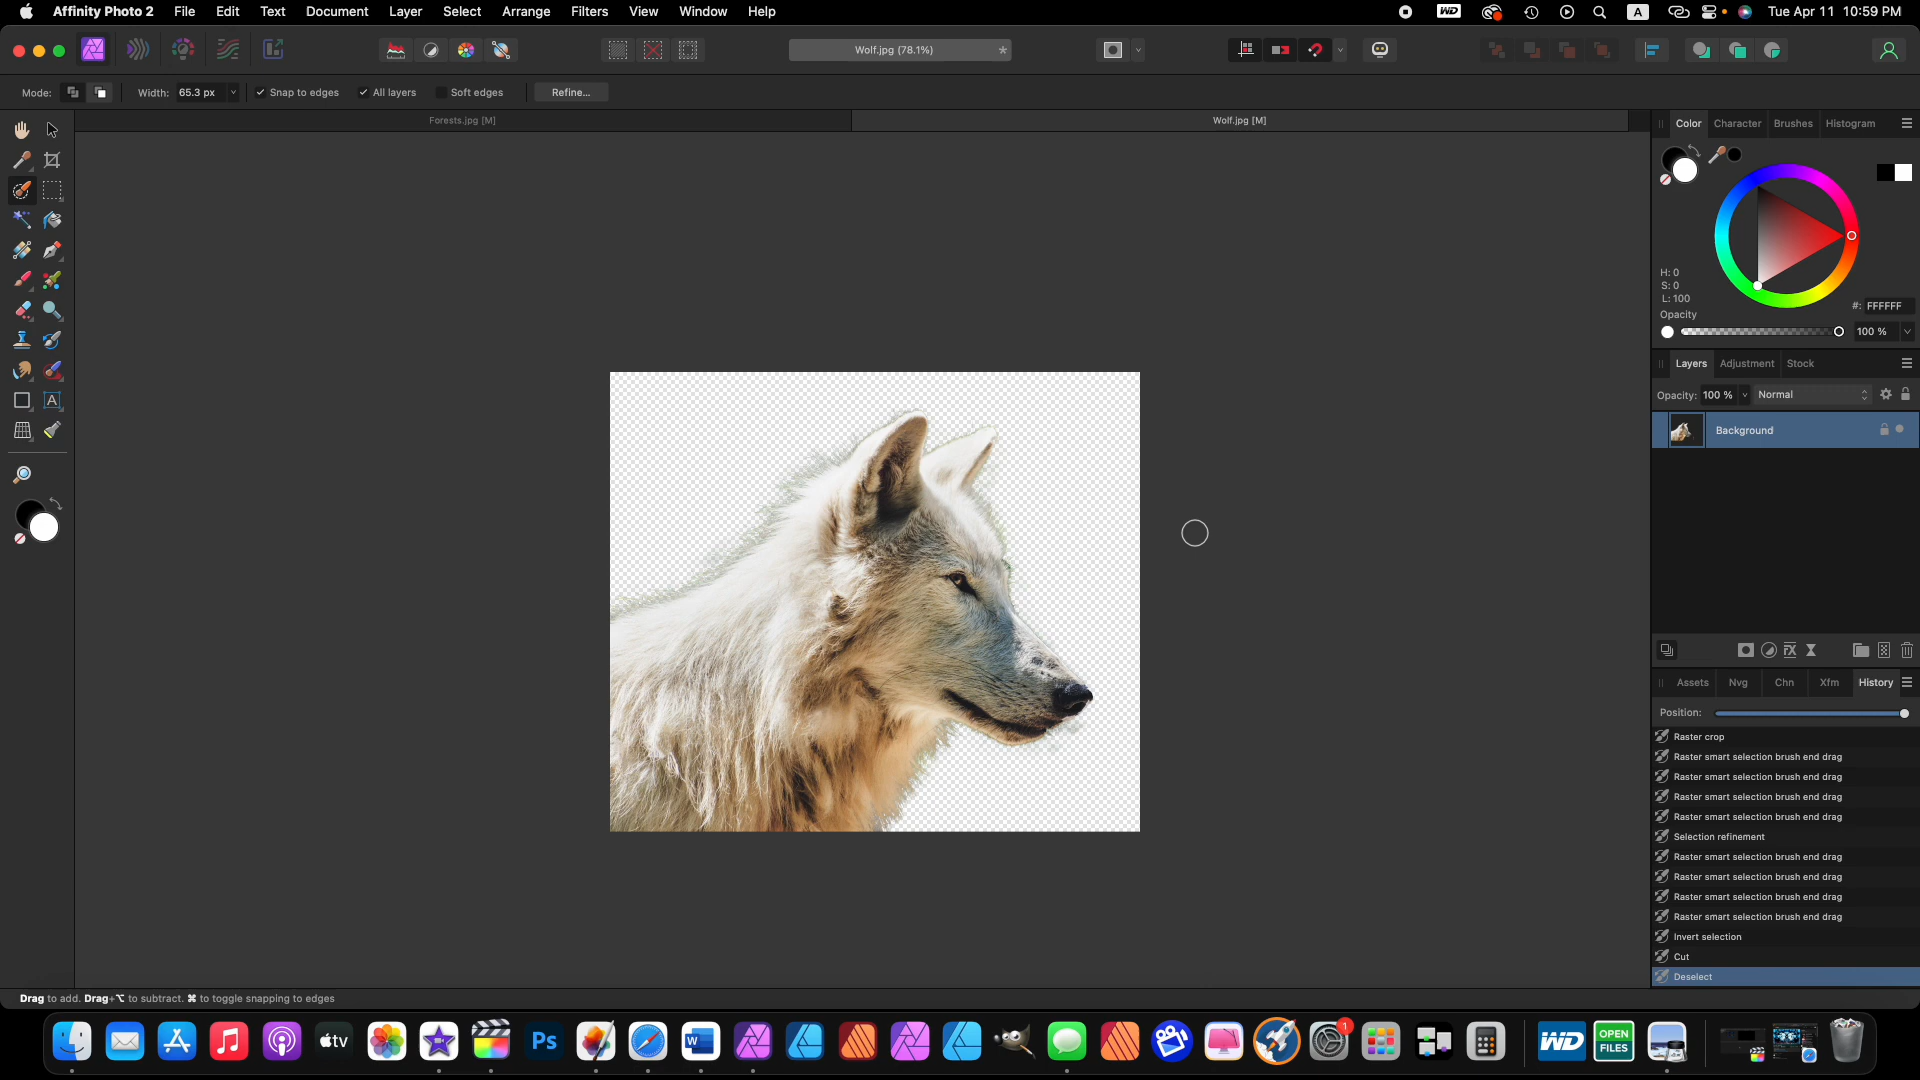 Affinity Photo 2 File Edit Text Document Layer Select Arrange Filters View Window Help WD A Tue Apr 11 10:59 PM
Wolf.jpg (78.1%) *
Mode: Width: 65.3 px Snap to edges All layers Soft edges Refine...
Forests.jpg [M] Wolf.jpg [M]
Color Character Brushes Histogram
H: 0
S: 0
L: 100
#: FFFFFF
Opacity
100 %
Layers Adjustment Stock
Opacity: 100 % Normal
Background
Assets Nvg Chn Xfm History
Position:
Raster crop
Raster smart selection brush end drag
Raster smart selection brush end drag
Raster smart selection brush end drag
Raster smart selection brush end drag
Selection refinement
Raster smart selection brush end drag
Raster smart selection brush end drag
Raster smart selection brush end drag
Raster smart selection brush end drag
Invert selection
Cut
Deselect
Drag to add. Drag+⌥ to subtract. ⌘ to toggle snapping to edges
tv Ps W 1 WD OPEN FILES